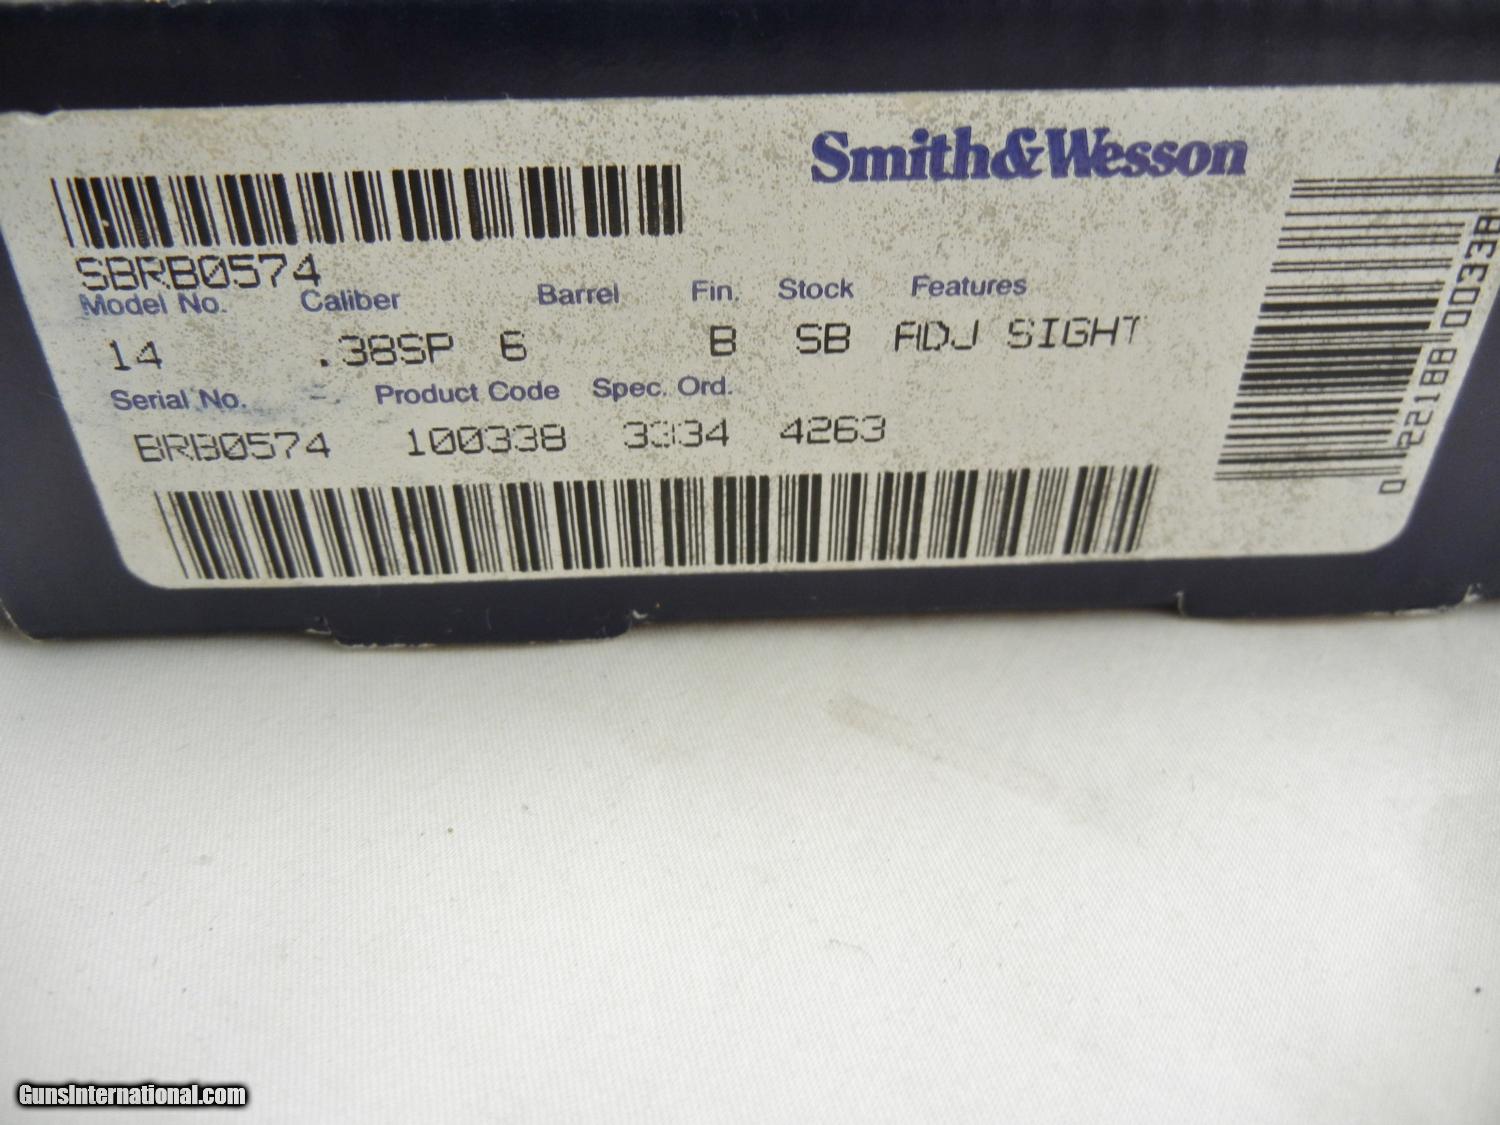 Smith&Wesson
SBRB0574
Model No. Caliber Barrel Fin. Stock Features
14 .38SP 6 B SB ADJ SIGHT
Serial No. Product Code Spec. Ord.
BRB0574 100338 3334 4263
0 22188 00338
GunsInternational.com